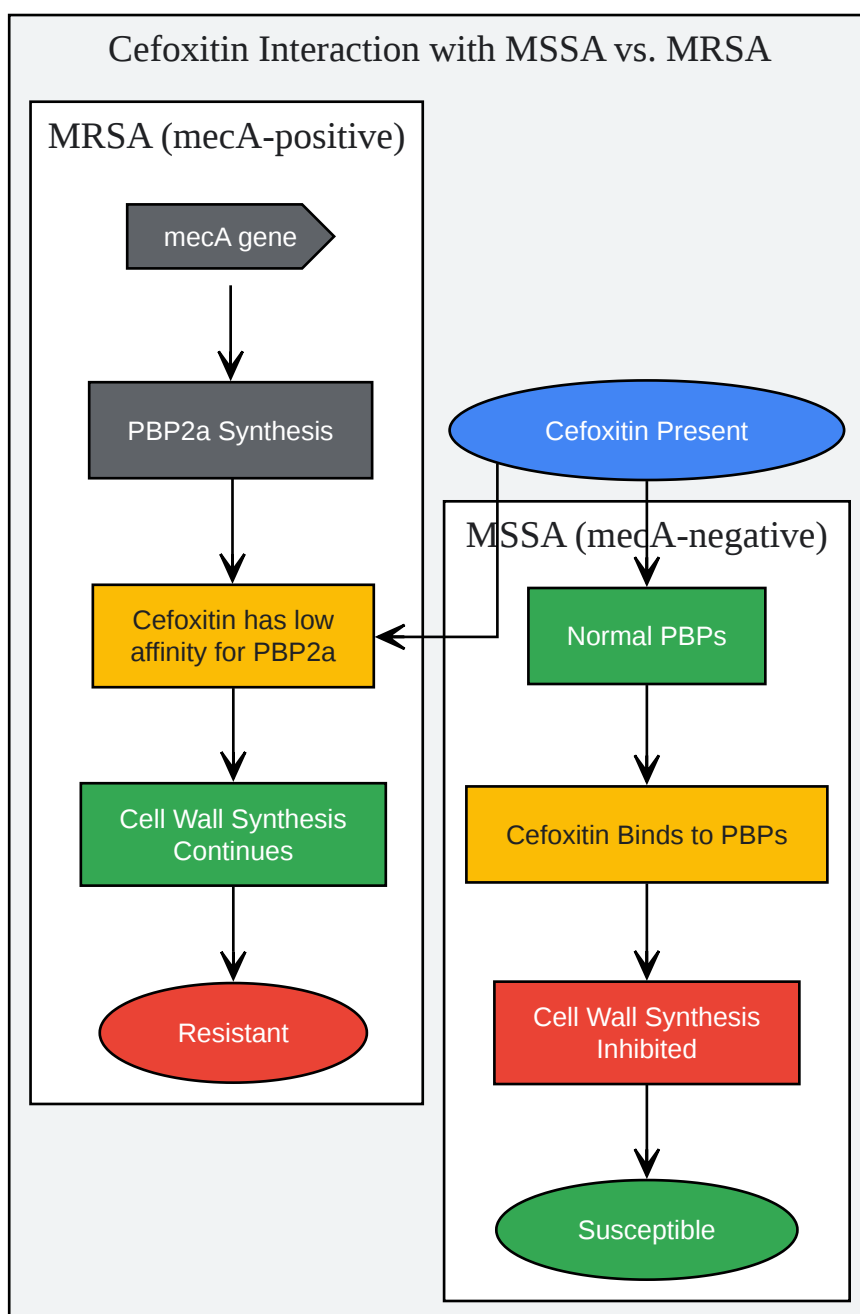 Cefoxitin Interaction with MSSA vs. MRSA
MRSA (mecA-positive)
mecA gene
PBP2a Synthesis
Cefoxitin has low
affinity for PBP2a
Cell Wall Synthesis
Continues
Resistant
Cefoxitin Present
MSSA (mecA-negative)
Normal PBPs
Cefoxitin Binds to PBPs
Cell Wall Synthesis
Inhibited
Susceptible